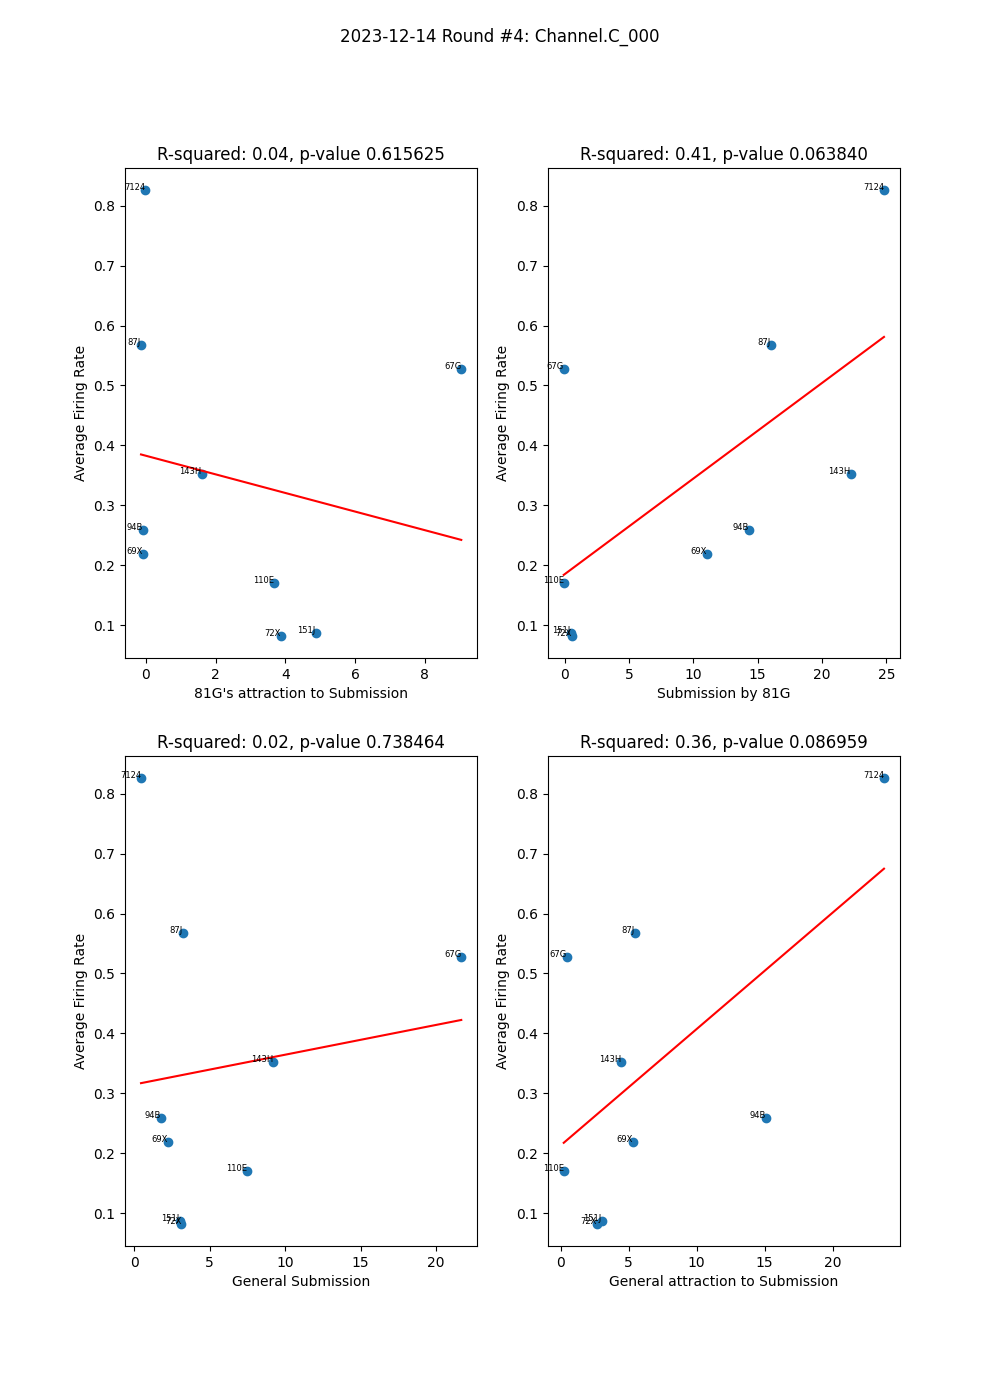 2023-12-14 Round #4: Channel.C_000
R-squared: 0.04, p-value 0.615625
Average Firing Rate
0.8
0.7
0.6
0.5
0.4
0.3
0.2
0.1
7124
87J
67G
143H
94B
69X
110E
72X
151J
0
2
4
6
8
81G's attraction to Submission
R-squared: 0.41, p-value 0.063840
Average Firing Rate
0.8
0.7
0.6
0.5
0.4
0.3
0.2
0.1
7124
87J
67G
143H
94B
69X
110E
151J
72X
0
5
10
15
20
25
Submission by 81G
R-squared: 0.02, p-value 0.738464
Average Firing Rate
0.8
0.7
0.6
0.5
0.4
0.3
0.2
0.1
7124
87J
67G
143H
94B
69X
110E
151J
72X
0
5
10
15
20
General Submission
R-squared: 0.36, p-value 0.086959
Average Firing Rate
0.8
0.7
0.6
0.5
0.4
0.3
0.2
0.1
7124
87J
67G
143H
94B
69X
110E
151J
72X
0
5
10
15
20
General attraction to Submission